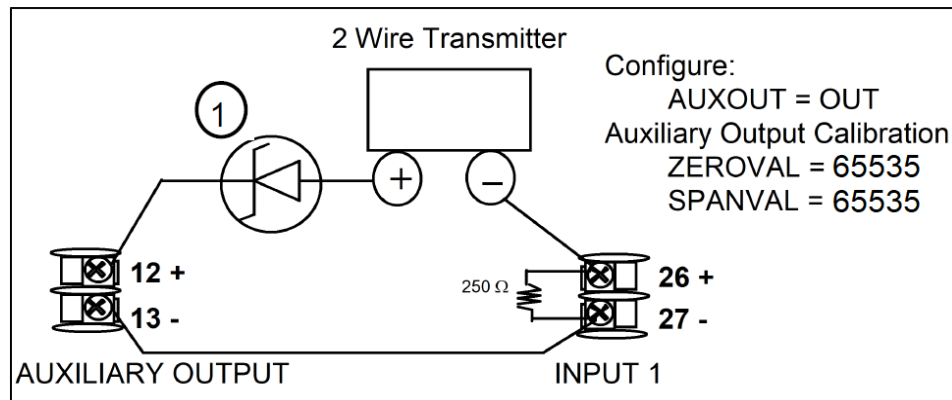 2 Wire Transmitter
Configure:
AUXOUT = OUT
Auxiliary Output Calibration
ZEROVAL = 65535
SPANVAL = 65535
1
+
−
12 +
13 -
250 Ω
26 +
27 -
AUXILIARY OUTPUT
INPUT 1